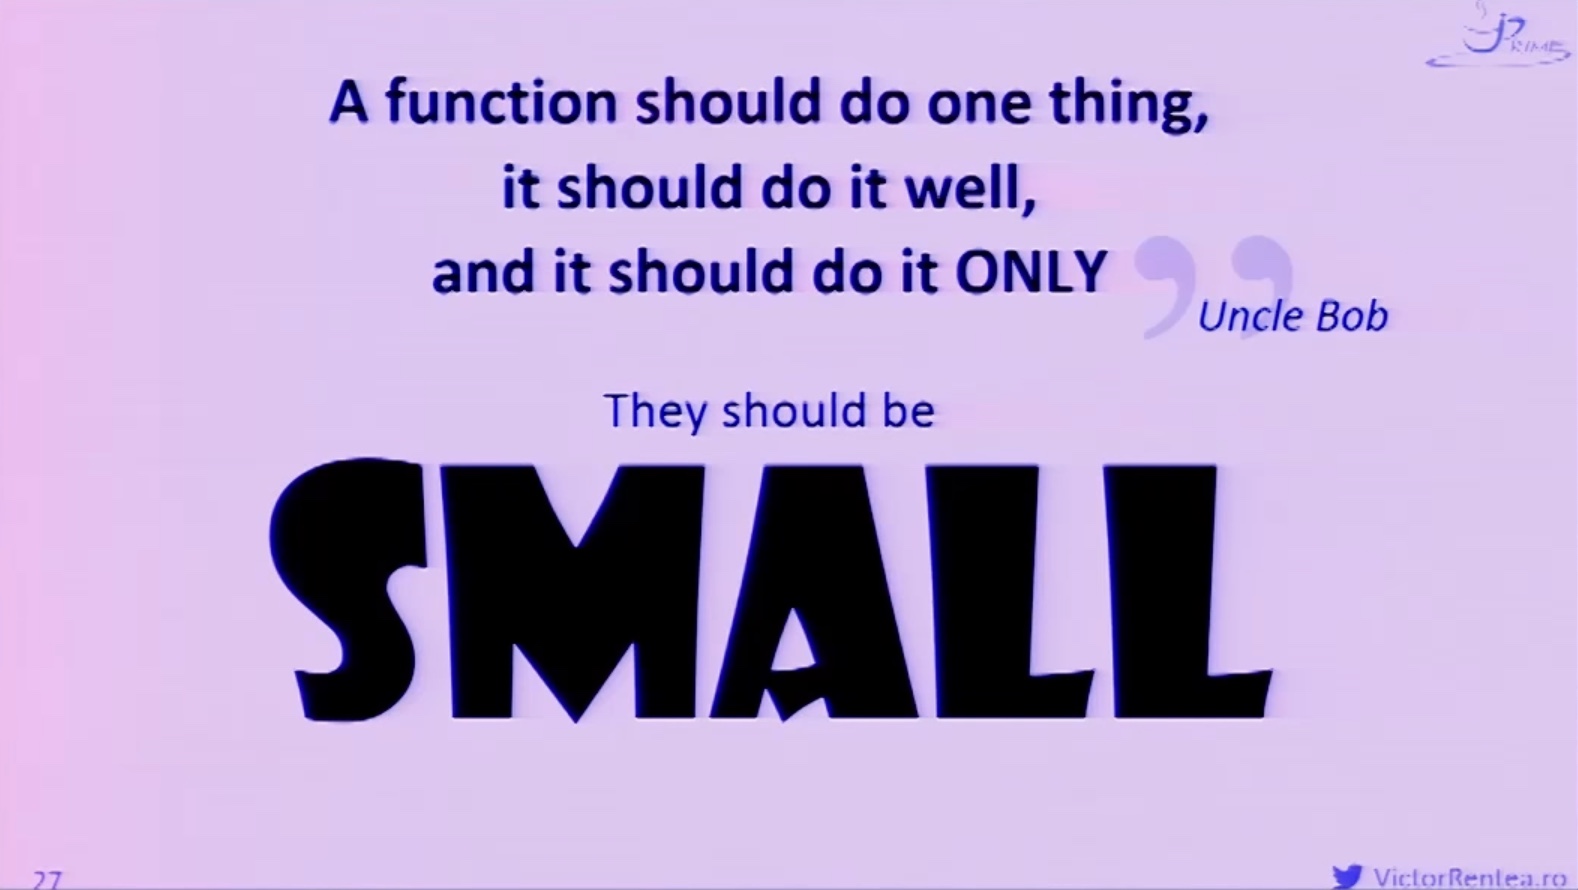 JPRIME
A function should do one thing,
it should do it well,
and it should do it ONLY ”
Uncle Bob
They should be
SMALL
27
VictorRentea.ro